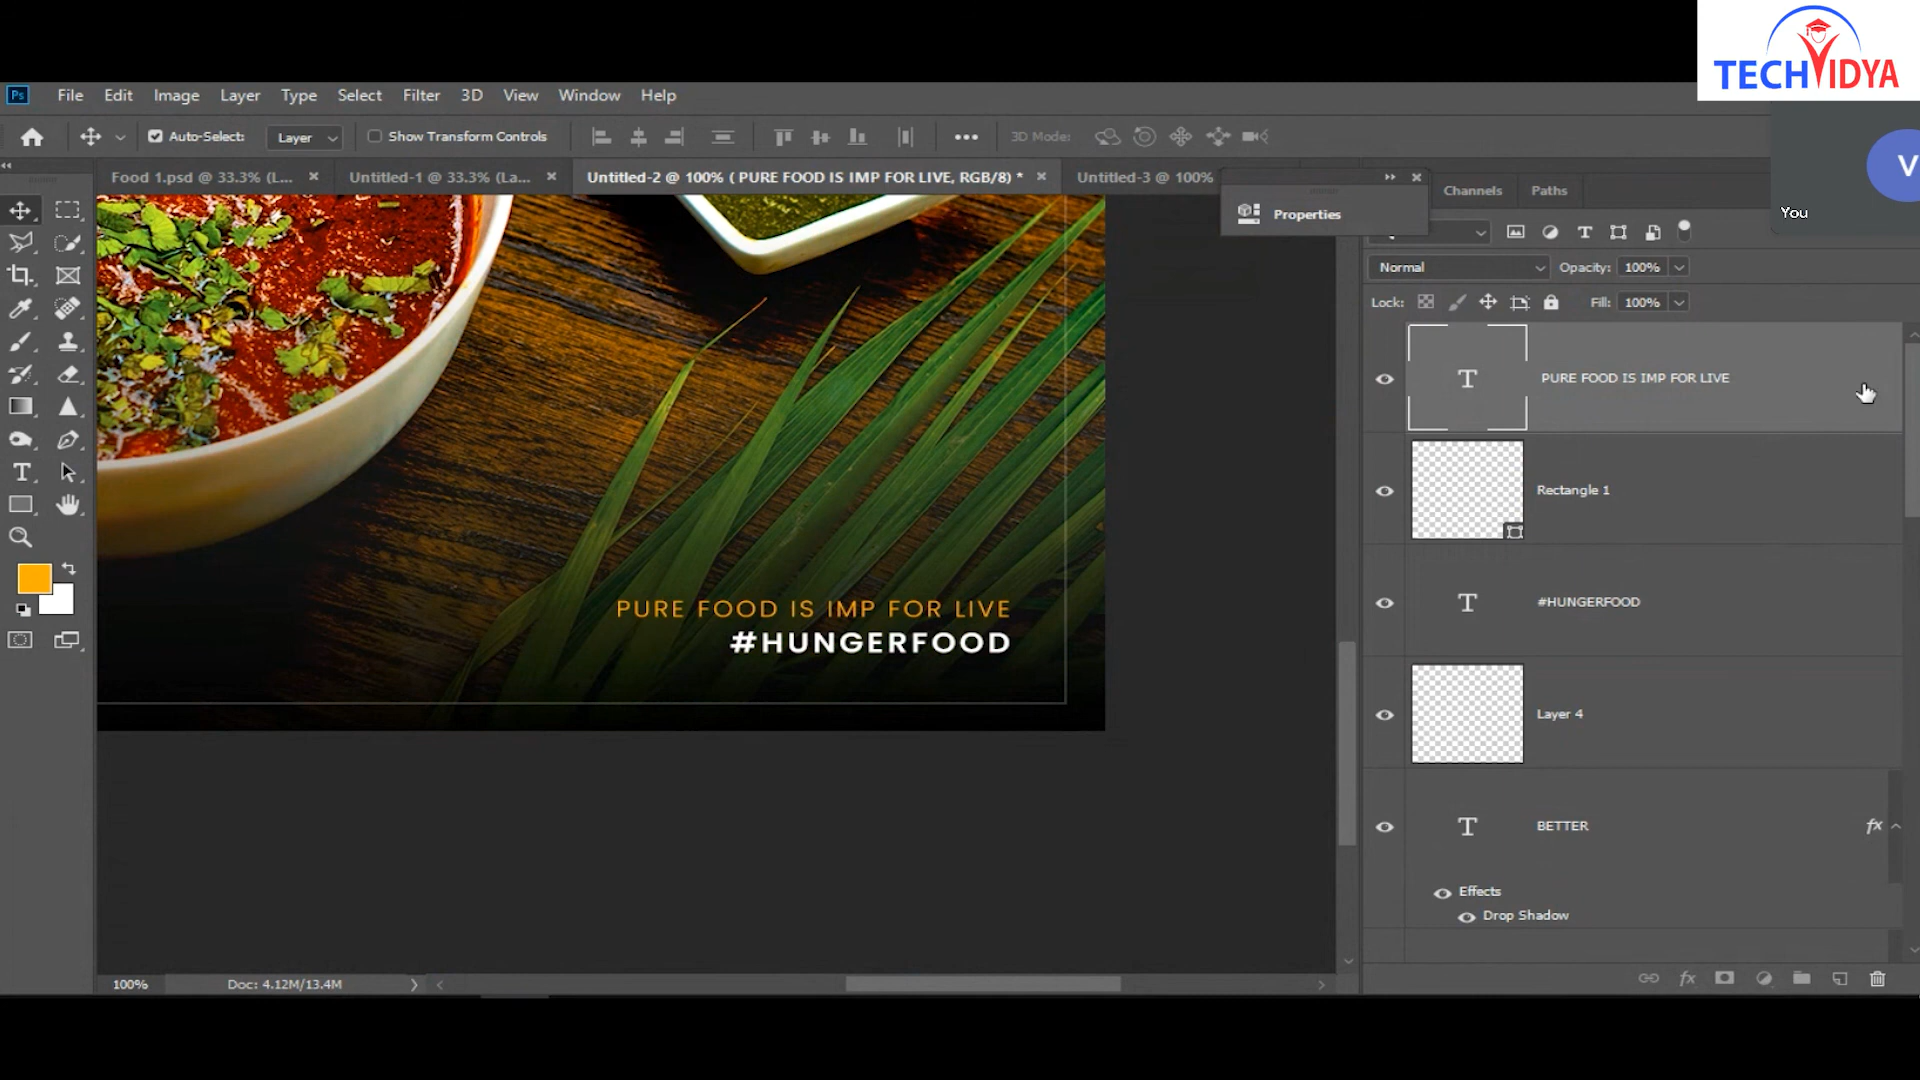 TECHVIDYA
Ps File Edit Image Layer Type Select Filter 3D View Window Help
Auto-Select: Layer Show Transform Controls 3D Mode:
V
You
Food 1.psd @ 33.3% (L... Untitled-1 @ 33.3% (La... Untitled-2 @ 100% ( PURE FOOD IS IMP FOR LIVE, RGB/8) * Untitled-3 @ 100%
Properties
Channels Paths
Normal Opacity: 100%
Lock: Fill: 100%
T PURE FOOD IS IMP FOR LIVE
Rectangle 1
T #HUNGERFOOD
Layer 4
T BETTER fx
Effects
Drop Shadow
PURE FOOD IS IMP FOR LIVE
#HUNGERFOOD
100% Doc: 4.12M/13.4M
fx